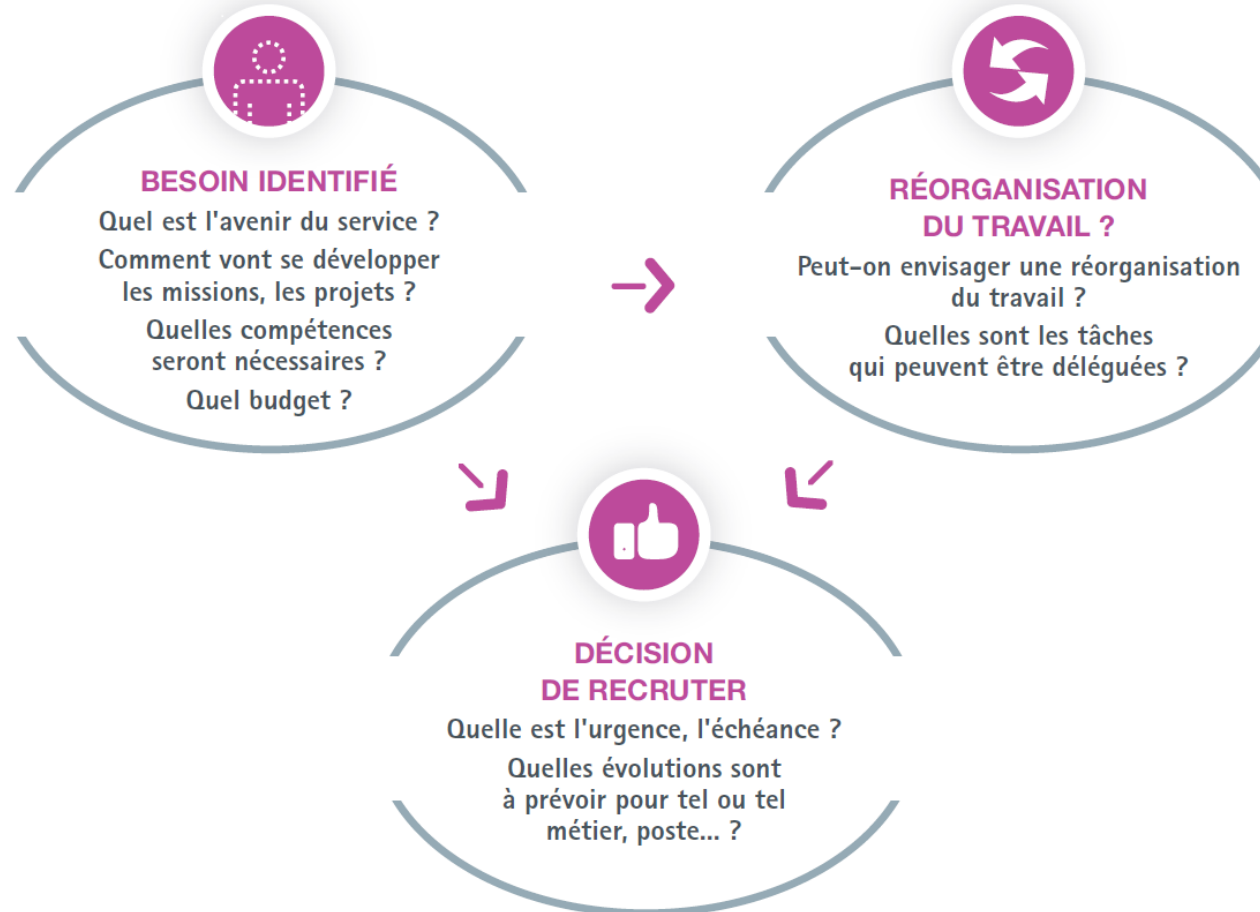 BESOIN IDENTIFIÉ
Quel est l'avenir du service ?
Comment vont se développer
les missions, les projets ?
Quelles compétences
seront nécessaires ?
Quel budget ?
RÉORGANISATION
DU TRAVAIL ?
Peut-on envisager une réorganisation
du travail ?
Quelles sont les tâches
qui peuvent être déléguées ?
DÉCISION
DE RECRUTER
Quelle est l'urgence, l'échéance ?
Quelles évolutions sont
à prévoir pour tel ou tel
métier, poste... ?